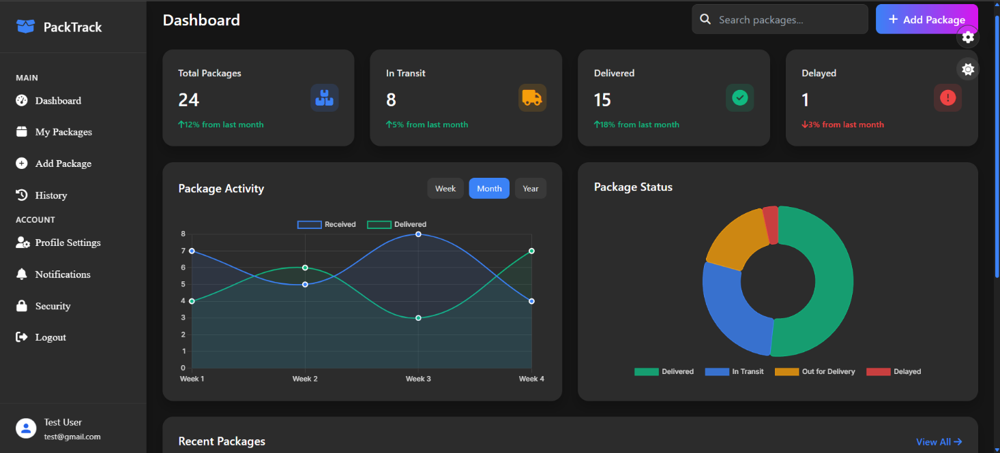 PackTrack
MAIN
Dashboard
My Packages
Add Package
History
ACCOUNT
Profile Settings
Notifications
Security
Logout
Test User
test@gmail.com
Dashboard
Search packages...
+ Add Package
Total Packages
24
↑12% from last month
In Transit
8
↑5% from last month
Delivered
15
↑18% from last month
Delayed
1
↓3% from last month
Package Activity
Week Month Year
Received Delivered
8
7
6
5
4
3
2
1
0
Week 1 Week 2 Week 3 Week 4
Package Status
Delivered In Transit Out for Delivery Delayed
Recent Packages
View All →